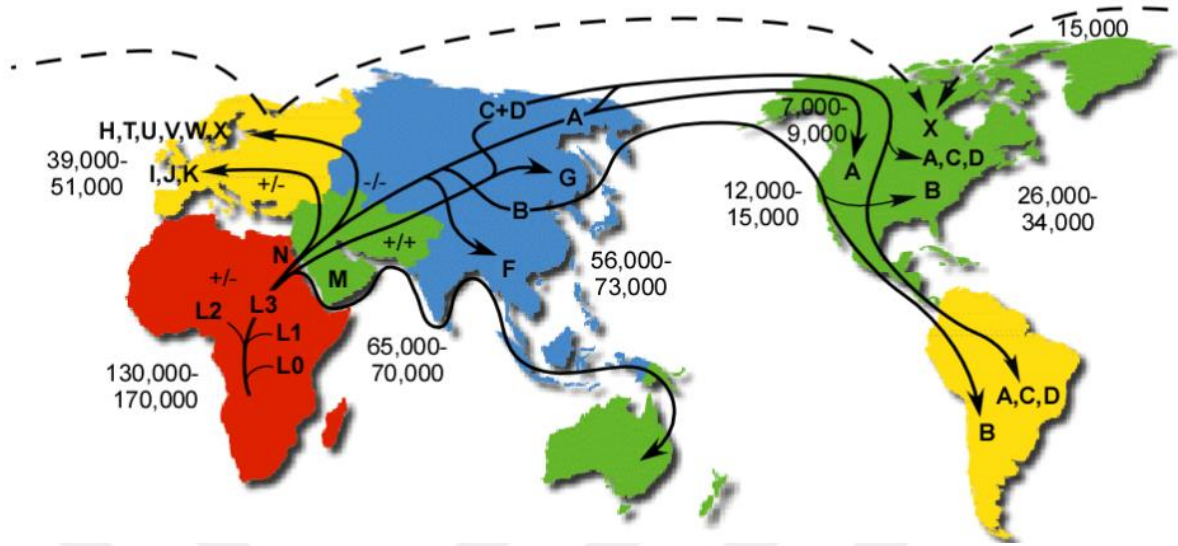 15,000
C+D
A
7,000-
9,000
H,T,U,V,W,X
X
39,000-
51,000
I,J,K
+/-
-/-
G
A
A,C,D
B
B
12,000-
15,000
26,000-
34,000
N
+/+
F
56,000-
73,000
+/-
M
L3
L2
L1
L0
65,000-
70,000
130,000-
170,000
A,C,D
B